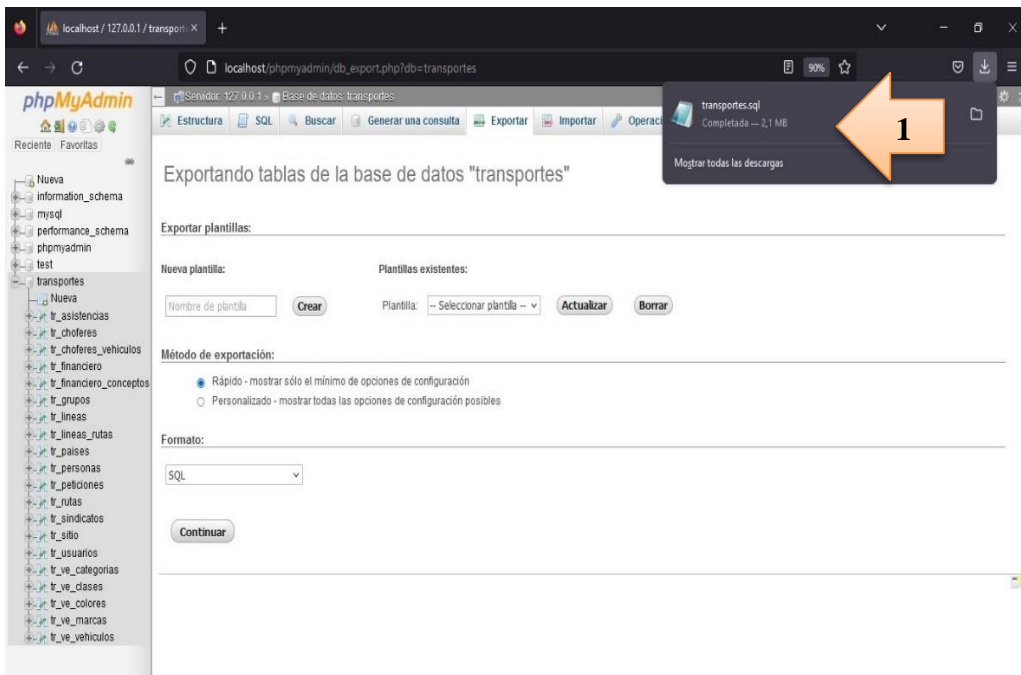 localhost / 127.0.0.1 / transport
localhost/phpmyadmin/db_export.php?db=transportes
90%
transportes.sql
Completada — 2,1 MB
Mostrar todas las descargas
1
phpMyAdmin
Reciente Favoritas
Nueva
information_schema
mysql
performance_schema
phpmyadmin
test
transportes
Nueva
tr_asistencias
tr_choferes
tr_choferes_vehiculos
tr_financiero
tr_financiero_conceptos
tr_grupos
tr_lineas
tr_lineas_rutas
tr_paises
tr_personas
tr_peticiones
tr_rutas
tr_sindicatos
tr_sitio
tr_usuarios
tr_ve_categorias
tr_ve_clases
tr_ve_colores
tr_ve_marcas
tr_ve_vehiculos
Servidor: 127.0.0.1 » Base de datos: transportes
Estructura SQL Buscar Generar una consulta Exportar Importar Operaci
Exportando tablas de la base de datos "transportes"
Exportar plantillas:
Nueva plantilla: Plantillas existentes:
Nombre de plantilla Crear Plantilla: -- Seleccionar plantilla -- Actualizar Borrar
Método de exportación:
Rápido - mostrar sólo el mínimo de opciones de configuración
Personalizado - mostrar todas las opciones de configuración posibles
Formato:
SQL
Continuar